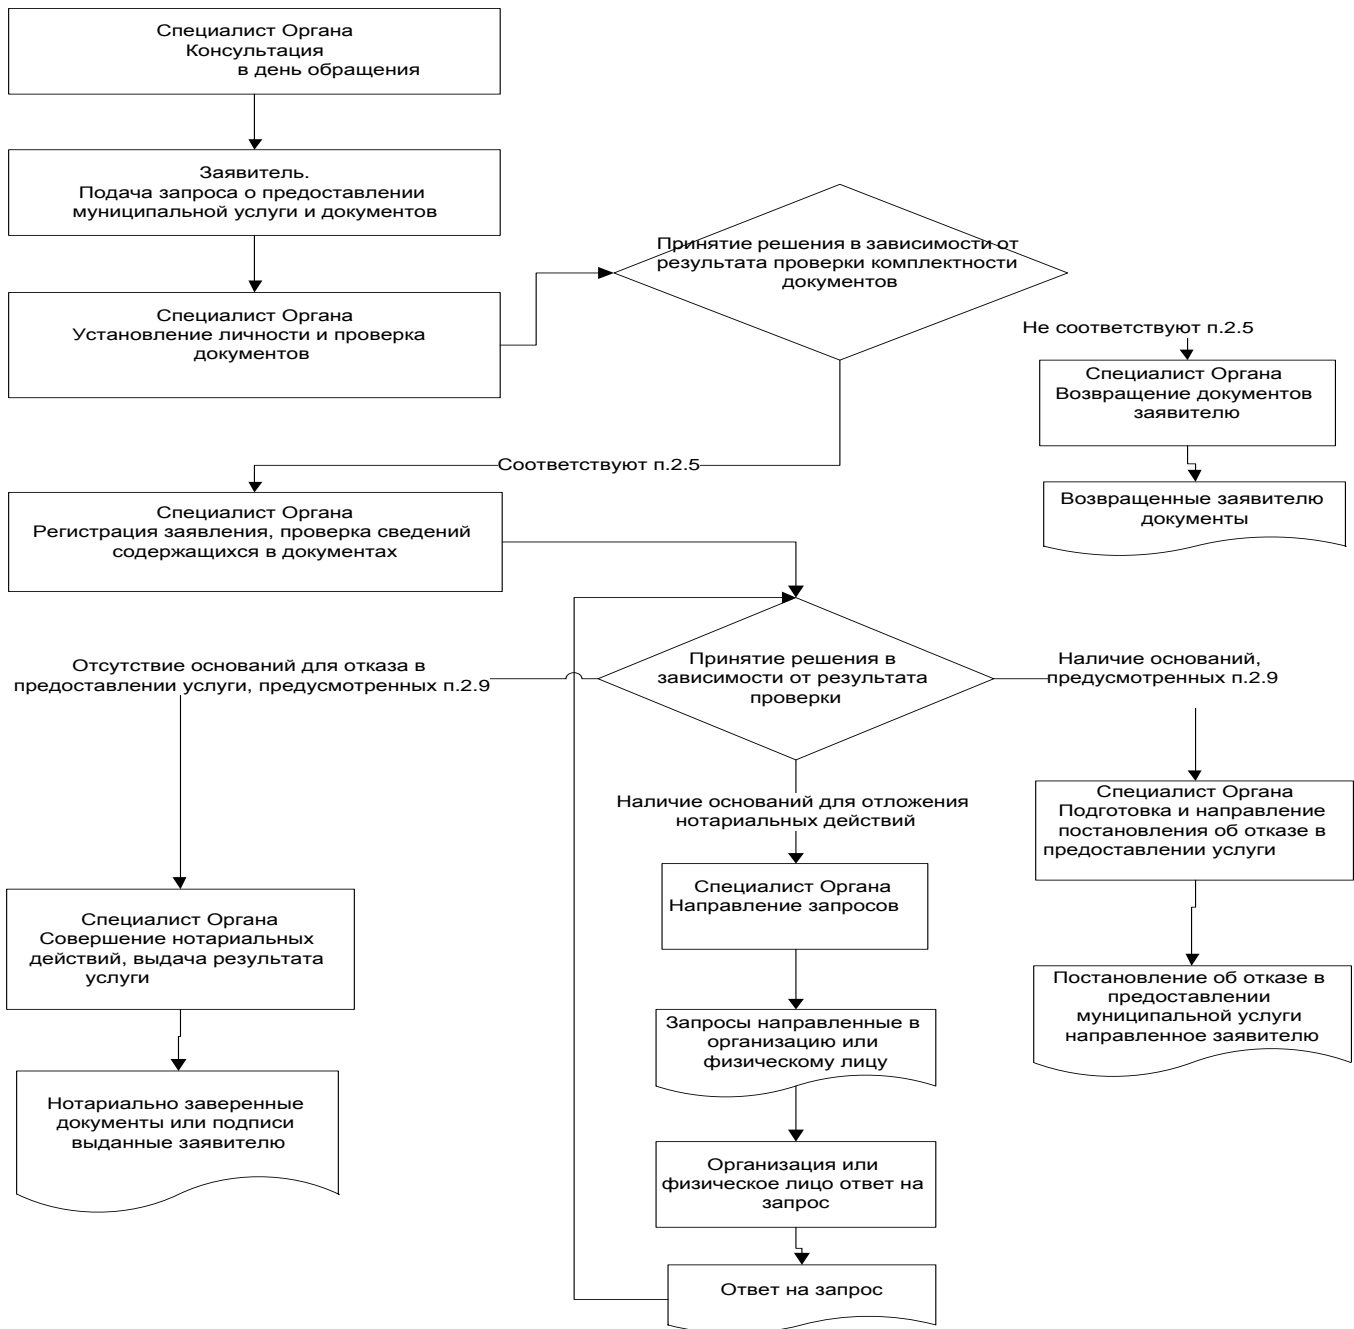 Специалист Органа
Консультация
в день обращения
Заявитель.
Подача запроса о предоставлении
муниципальной услуги и документов
Специалист Органа
Установление личности и проверка
документов
Принятие решения в зависимости от
результата проверки комплектности
документов
Не соответствуют п.2.5
Специалист Органа
Возвращение документов
заявителю
Возвращенные заявителю
документы
Соответствуют п.2.5
Специалист Органа
Регистрация заявления, проверка сведений
содержащихся в документах
Принятие решения в
зависимости от результата
проверки
Отсутствие оснований для отказа в
предоставлении услуги, предусмотренных п.2.9
Наличие оснований,
предусмотренных п.2.9
Наличие оснований для отложения
нотариальных действий
Специалист Органа
Подготовка и направление
постановления об отказе в
предоставлении услуги
Специалист Органа
Направление запросов
Специалист Органа
Совершение нотариальных
действий, выдача результата
услуги
Постановление об отказе в
предоставлении
муниципальной услуги
направленное заявителю
Запросы направленные в
организацию или
физическому лицу
Нотариально заверенные
документы или подписи
выданные заявителю
Организация или
физическое лицо ответ на
запрос
Ответ на запрос